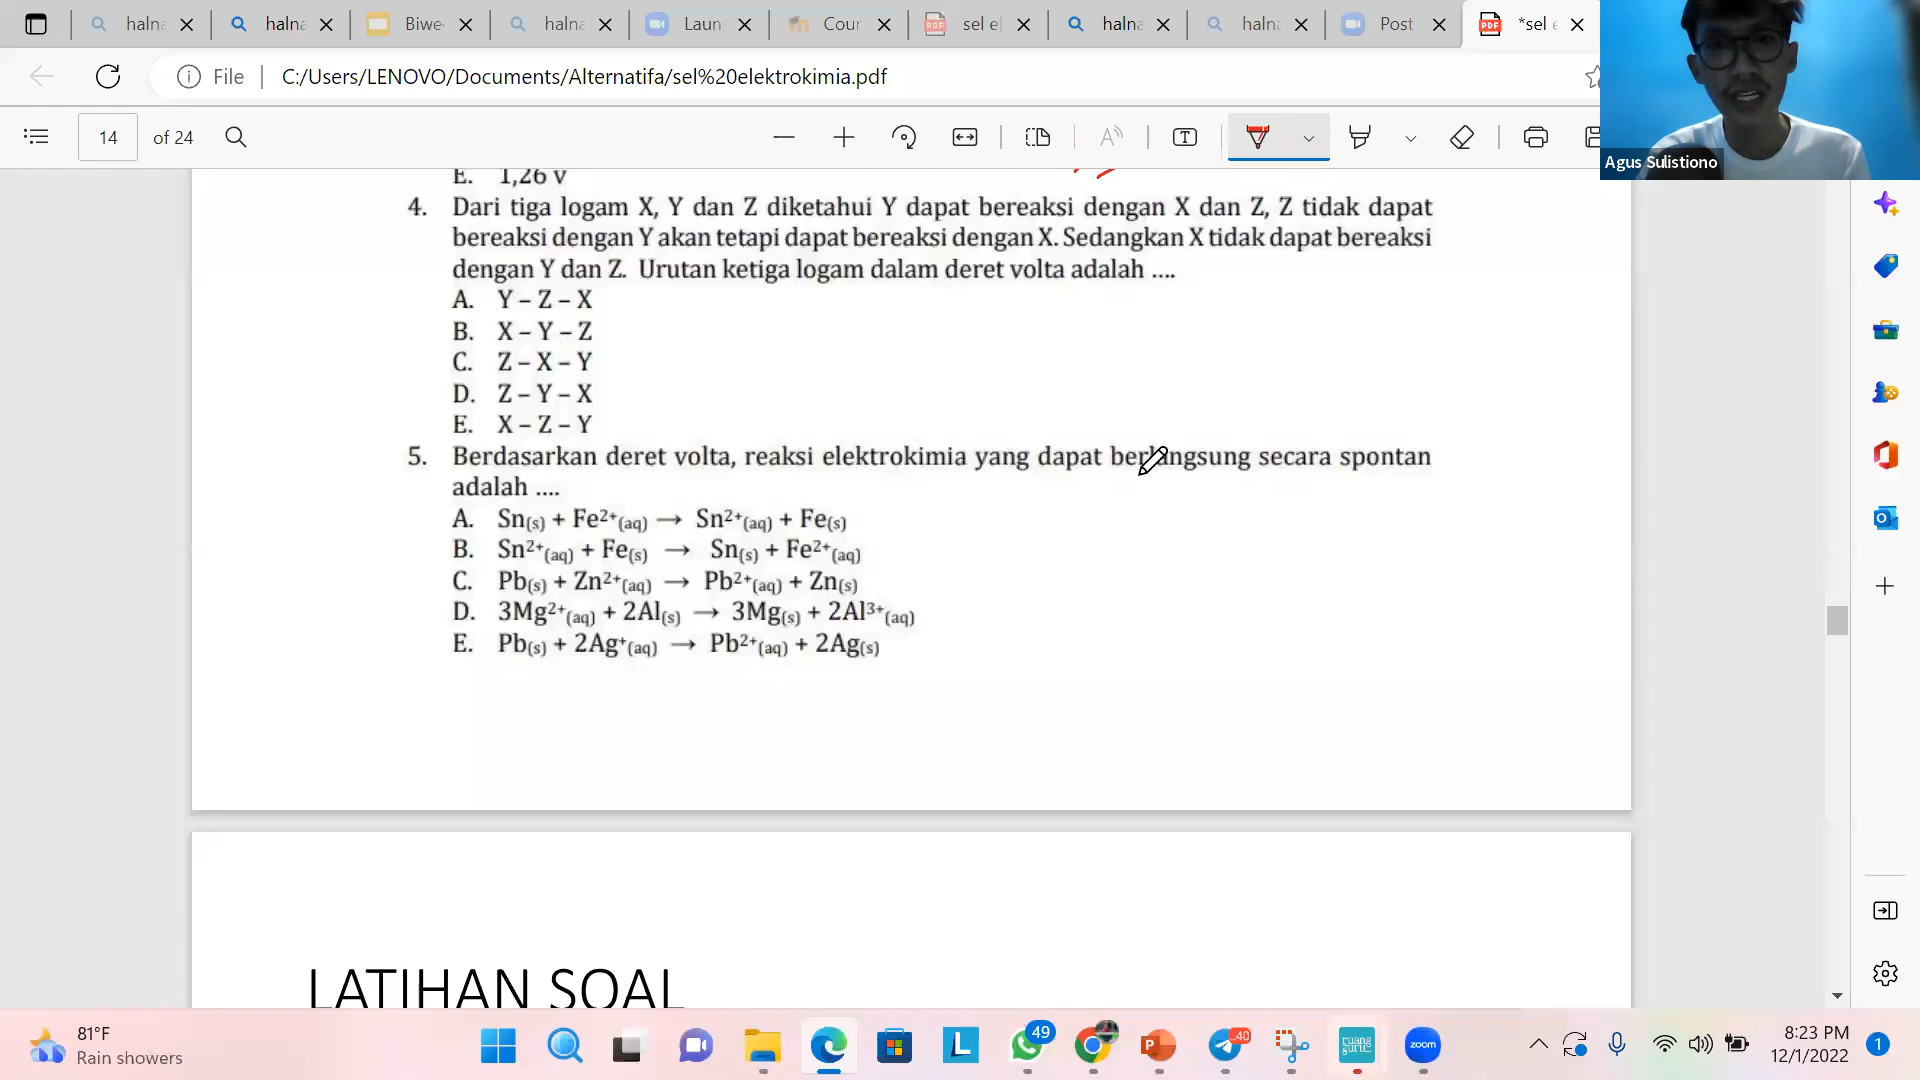 halna
halna
Biwe
halna
Laun
Cour
sel el
halna
halna
Post
*sel e
File
C:/Users/LENOVO/Documents/Alternatifa/sel%20elektrokimia.pdf
14 of 24
Agus Sulistiono
E. 1,26 v
4. Dari tiga logam X, Y dan Z diketahui Y dapat bereaksi dengan X dan Z, Z tidak dapat
bereaksi dengan Y akan tetapi dapat bereaksi dengan X. Sedangkan X tidak dapat bereaksi
dengan Y dan Z. Urutan ketiga logam dalam deret volta adalah ....
A. Y – Z – X
B. X – Y – Z
C. Z – X – Y
D. Z – Y – X
E. X – Z – Y
5. Berdasarkan deret volta, reaksi elektrokimia yang dapat berlangsung secara spontan
adalah ....
A. Sn(s) + Fe²⁺(aq) → Sn²⁺(aq) + Fe(s)
B. Sn²⁺(aq) + Fe(s) → Sn(s) + Fe²⁺(aq)
C. Pb(s) + Zn²⁺(aq) → Pb²⁺(aq) + Zn(s)
D. 3Mg²⁺(aq) + 2Al(s) → 3Mg(s) + 2Al³⁺(aq)
E. Pb(s) + 2Ag⁺(aq) → Pb²⁺(aq) + 2Ag(s)
LATIHAN SOAL
81°F
Rain showers
49
40
ruang guru
zoom
8:23 PM
12/1/2022
1